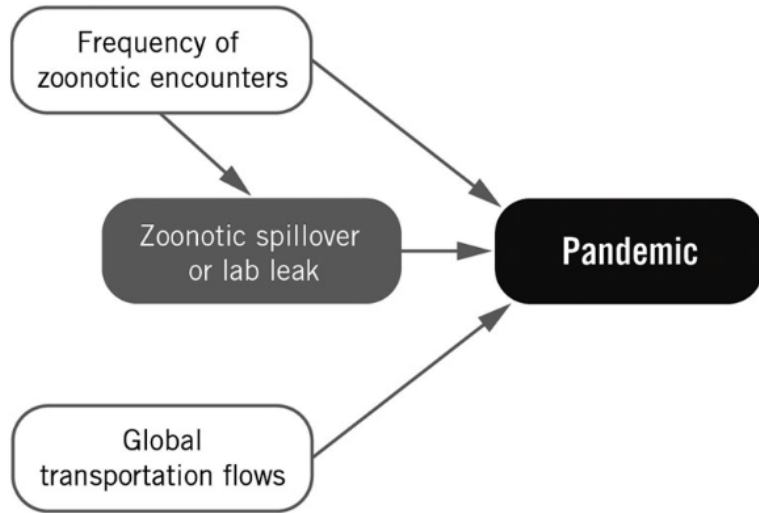 Frequency of
zoonotic encounters
Zoonotic spillover
or lab leak
Pandemic
Global
transportation flows